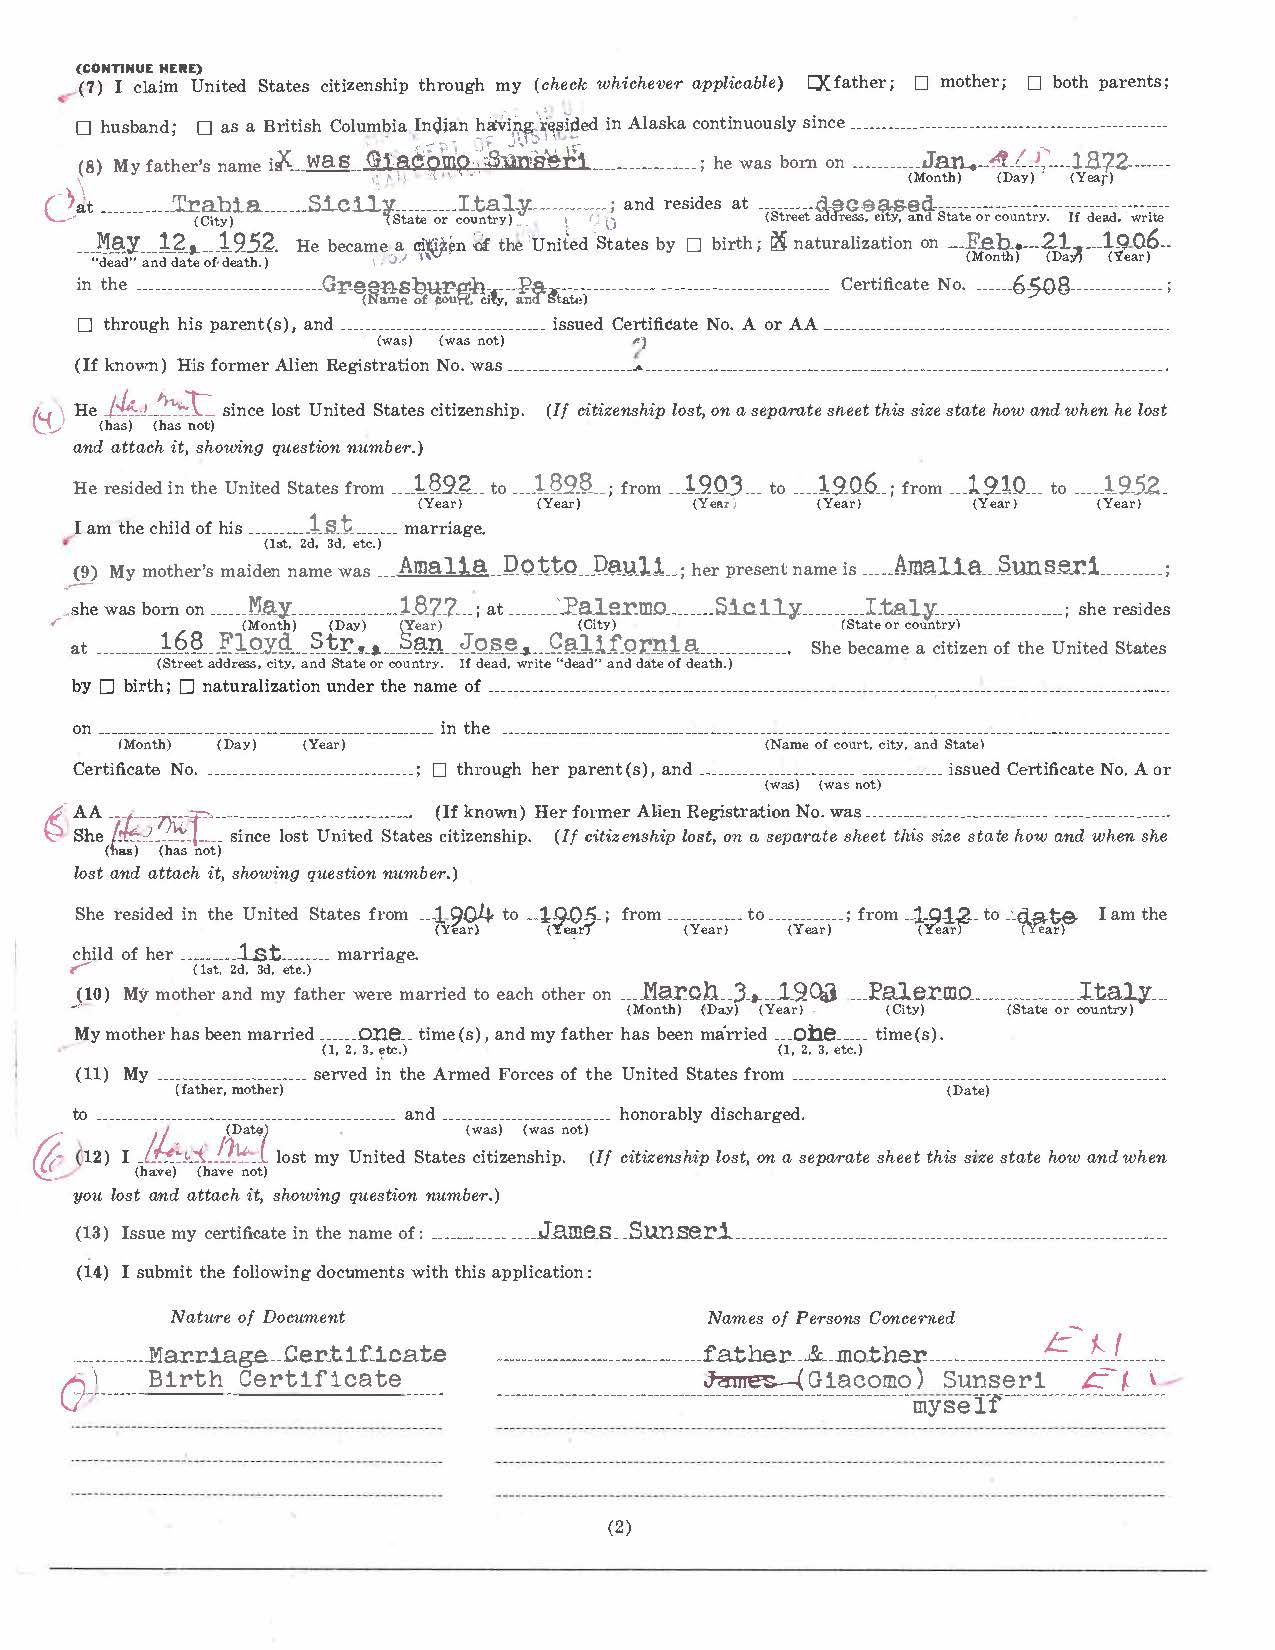 (CONTINUE HERE)
(7) I claim United States citizenship through my (check whichever applicable) ☒ father; ☐ mother; ☐ both parents;
☐ husband; ☐ as a British Columbia Indian having resided in Alaska continuously since
(8) My father's name is X was Giacomo Sunseri ; he was born on Jan. 1872
(Month) (Day) (Year)
at Trabia Sicily Italy ; and resides at deceased
(City) (State or country) (Street address, city, and State or country. If dead, write
May 12, 1952. He became a citizen of the United States by ☐ birth; ☒ naturalization on Feb. 21, 1906
"dead" and date of death.) (Month) (Day) (Year)
in the Greensburgh, Pa. Certificate No. 6508 ;
(Name of court, city, and State)
☐ through his parent(s), and issued Certificate No. A or AA
(was) (was not)
(If known) His former Alien Registration No. was ?
(4) He Has not since lost United States citizenship. (If citizenship lost, on a separate sheet this size state how and when he lost
(has) (has not)
and attach it, showing question number.)
He resided in the United States from 1892 to 1898 ; from 1903 to 1906 ; from 1910 to 1952
(Year) (Year) (Year) (Year) (Year) (Year)
I am the child of his 1st marriage.
(1st, 2d, 3d, etc.)
(9) My mother's maiden name was Amalia Dotto Dauli ; her present name is Amalia Sunseri ;
she was born on May 1877 ; at Palermo Sicily Italy ; she resides
(Month) (Day) (Year) (City) (State or country)
at 168 Floyd Str., San Jose, California . She became a citizen of the United States
(Street address, city, and State or country. If dead, write "dead" and date of death.)
by ☐ birth; ☐ naturalization under the name of
on in the
(Month) (Day) (Year) (Name of court, city, and State)
Certificate No. ; ☐ through her parent(s), and issued Certificate No. A or
(was) (was not)
AA . (If known) Her former Alien Registration No. was .
5 She Has not since lost United States citizenship. (If citizenship lost, on a separate sheet this size state how and when she
(has) (has not)
lost and attach it, showing question number.)
She resided in the United States from 1904 to 1905 ; from to ; from 1912 to date I am the
(Year) (Year) (Year) (Year) (Year) (Year)
child of her 1st marriage.
(1st, 2d, 3d, etc.)
(10) My mother and my father were married to each other on March 3, 1903 Palermo Italy
(Month) (Day) (Year) (City) (State or country)
My mother has been married one time(s), and my father has been married one time(s).
(1, 2, 3, etc.) (1, 2, 3, etc.)
(11) My served in the Armed Forces of the United States from
(father, mother) (Date)
to and honorably discharged.
(Date) (was) (was not)
(6) (12) I Have not lost my United States citizenship. (If citizenship lost, on a separate sheet this size state how and when
(have) (have not)
you lost and attach it, showing question number.)
(13) Issue my certificate in the name of: James Sunseri
(14) I submit the following documents with this application:
Nature of Document Names of Persons Concerned
Marriage Certificate father & mother
7) Birth Certificate James (Giacomo) Sunseri
myself
(2)